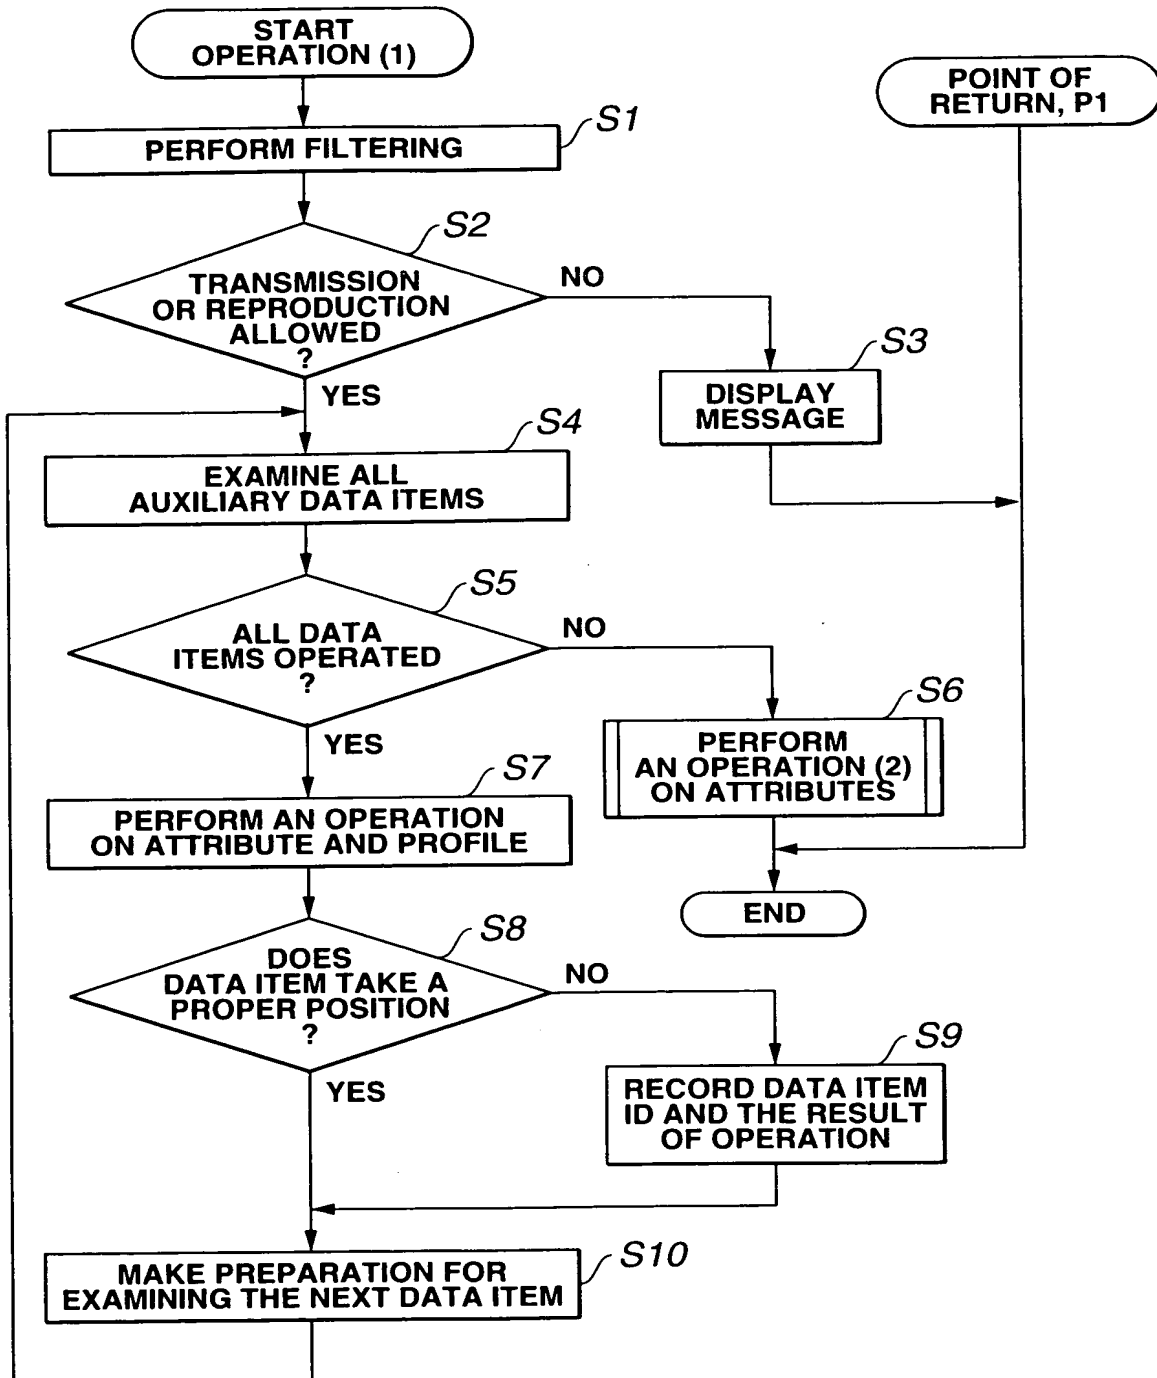 START
OPERATION (1)
POINT OF
RETURN, P1
S1
PERFORM FILTERING
S2
TRANSMISSION
OR REPRODUCTION
ALLOWED
?
NO
YES
S3
DISPLAY
MESSAGE
S4
EXAMINE ALL
AUXILIARY DATA ITEMS
S5
ALL DATA
ITEMS OPERATED
?
NO
YES
S6
PERFORM
AN OPERATION (2)
ON ATTRIBUTES
S7
PERFORM AN OPERATION
ON ATTRIBUTE AND PROFILE
END
S8
DOES
DATA ITEM TAKE A
PROPER POSITION
?
NO
YES
S9
RECORD DATA ITEM
ID AND THE RESULT
OF OPERATION
S10
MAKE PREPARATION FOR
EXAMINING THE NEXT DATA ITEM